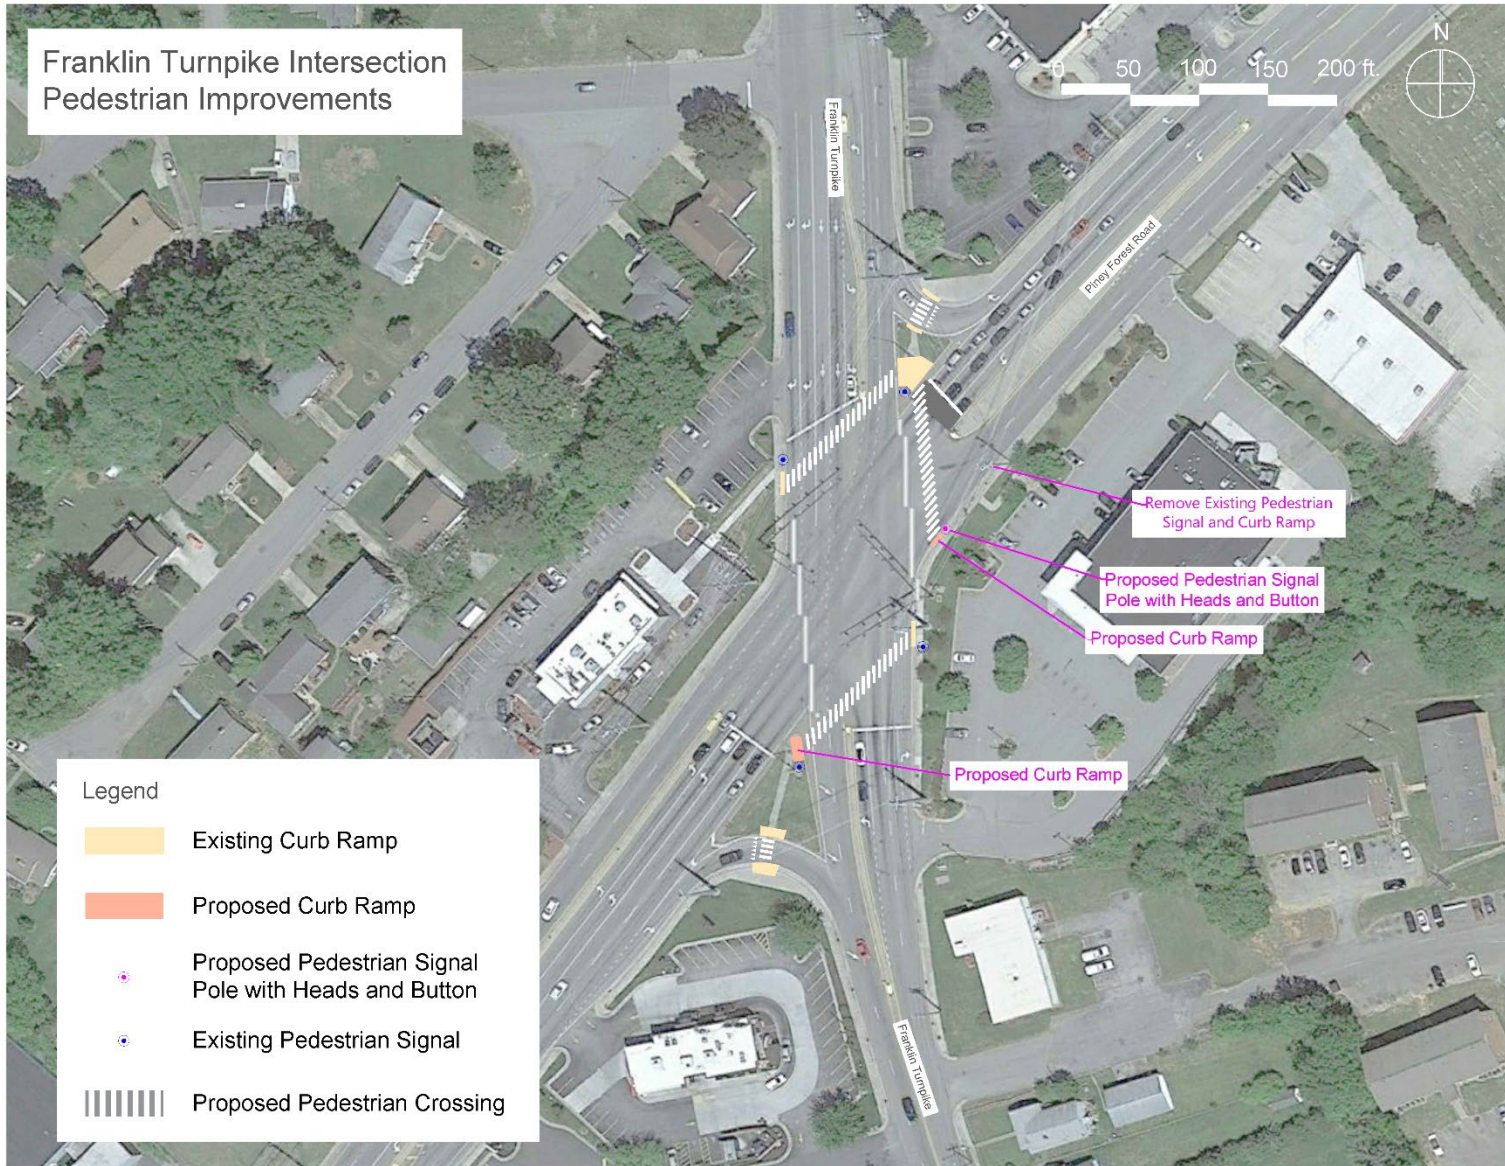 Franklin Turnpike Intersection
Pedestrian Improvements
N
0 50 100 150 200 ft.
Franklin Turnpike
Piney Forest Road
Remove Existing Pedestrian
Signal and Curb Ramp
Proposed Pedestrian Signal
Pole with Heads and Button
Proposed Curb Ramp
Proposed Curb Ramp
Legend
Existing Curb Ramp
Proposed Curb Ramp
Proposed Pedestrian Signal
Pole with Heads and Button
Existing Pedestrian Signal
Proposed Pedestrian Crossing
Franklin Turnpike